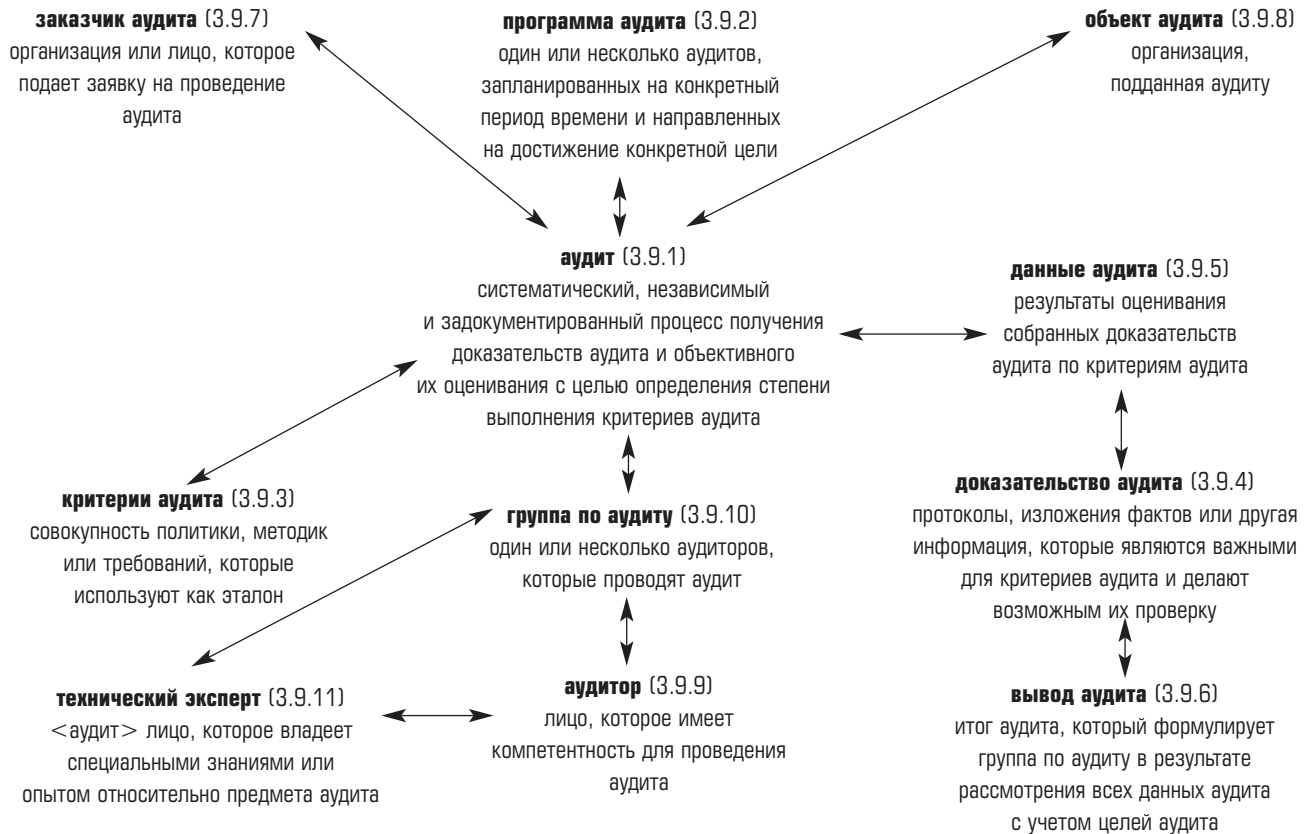 заказчик аудита (3.9.7)
организация или лицо, которое
подает заявку на проведение
аудита
программа аудита (3.9.2)
один или несколько аудитов,
запланированных на конкретный
период времени и направленных
на достижение конкретной цели
объект аудита (3.9.8)
организация,
подданная аудиту
аудит (3.9.1)
систематический, независимый
и задокументированный процесс получения
доказательств аудита и объективного
их оценивания с целью определения степени
выполнения критериев аудита
данные аудита (3.9.5)
результаты оценивания
собранных доказательств
аудита по критериям аудита
критерии аудита (3.9.3)
совокупность политики, методик
или требований, которые
используют как эталон
группа по аудиту (3.9.10)
один или несколько аудиторов,
которые проводят аудит
доказательство аудита (3.9.4)
протоколы, изложения фактов или другая
информация, которые являются важными
для критериев аудита и делают
возможным их проверку
технический эксперт (3.9.11)
<аудит> лицо, которое владеет
специальными знаниями или
опытом относительно предмета аудита
аудитор (3.9.9)
лицо, которое имеет
компетентность для проведения
аудита
вывод аудита (3.9.6)
итог аудита, который формулирует
группа по аудиту в результате
рассмотрения всех данных аудита
с учетом целей аудита